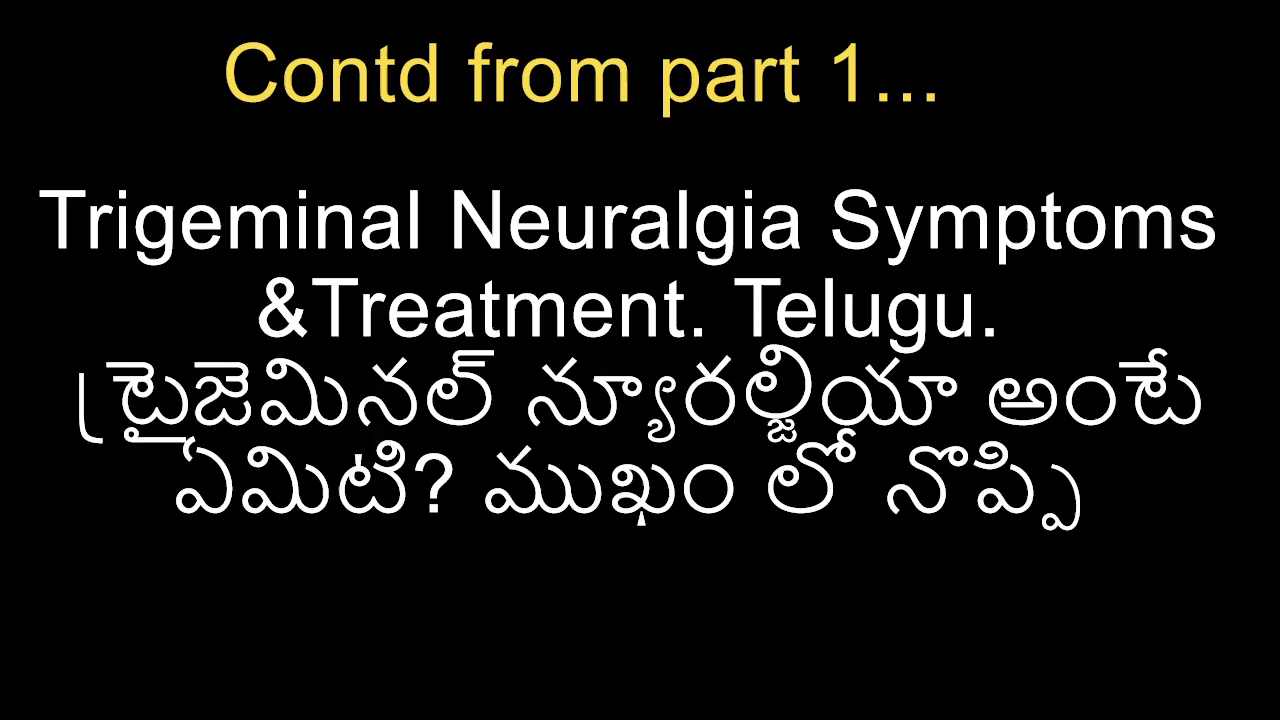 Contd from part 1...
Trigeminal Neuralgia Symptoms
&Treatment. Telugu.
ట్రైజెమినల్ న్యూరల్జియా అంటే
ఏమిటి? ముఖం లో నొప్పి